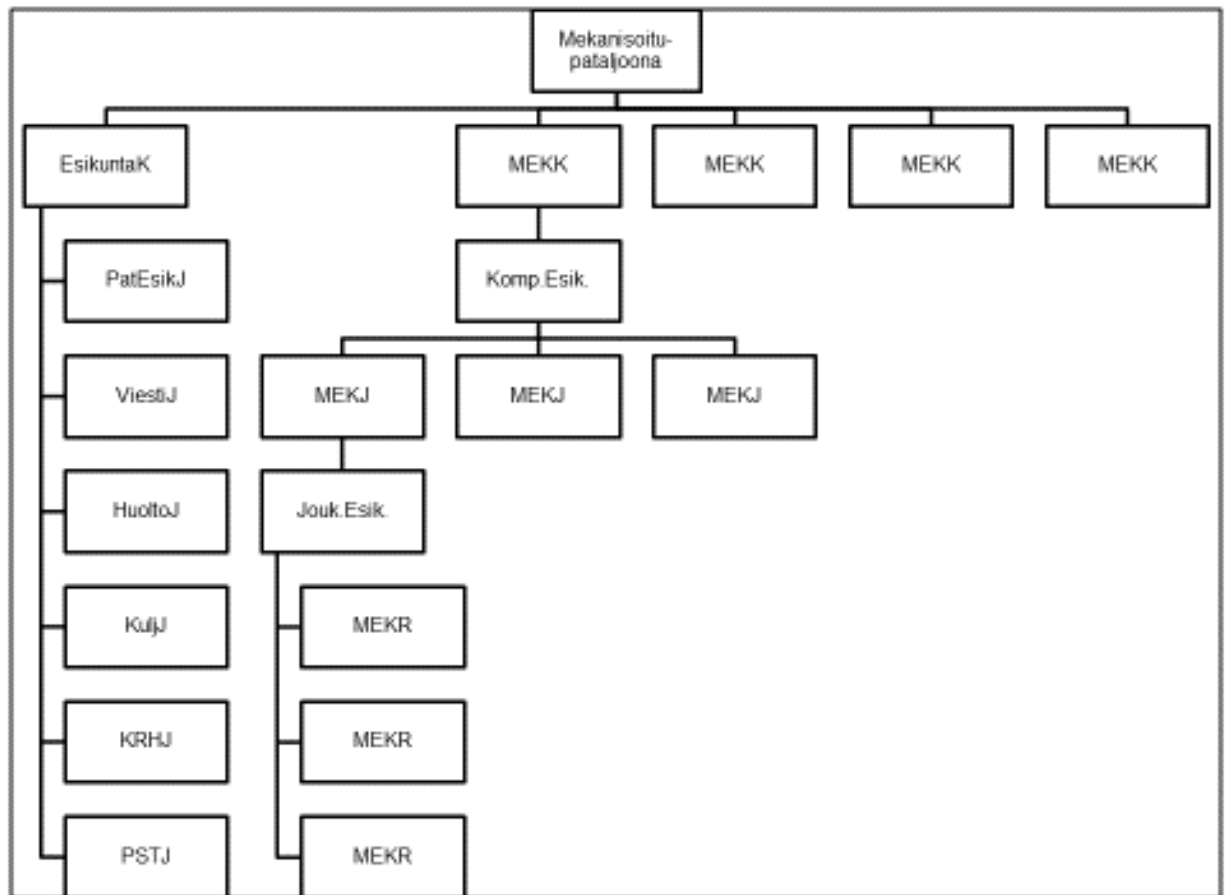 Mekanisoitu-
pataljoona
EsikuntaK
MEKK
MEKK
MEKK
MEKK
PatEsikJ
Komp.Esik.
ViestiJ
MEKJ
MEKJ
MEKJ
HuoltoJ
Jouk.Esik.
KuljJ
MEKR
KRHJ
MEKR
PSTJ
MEKR